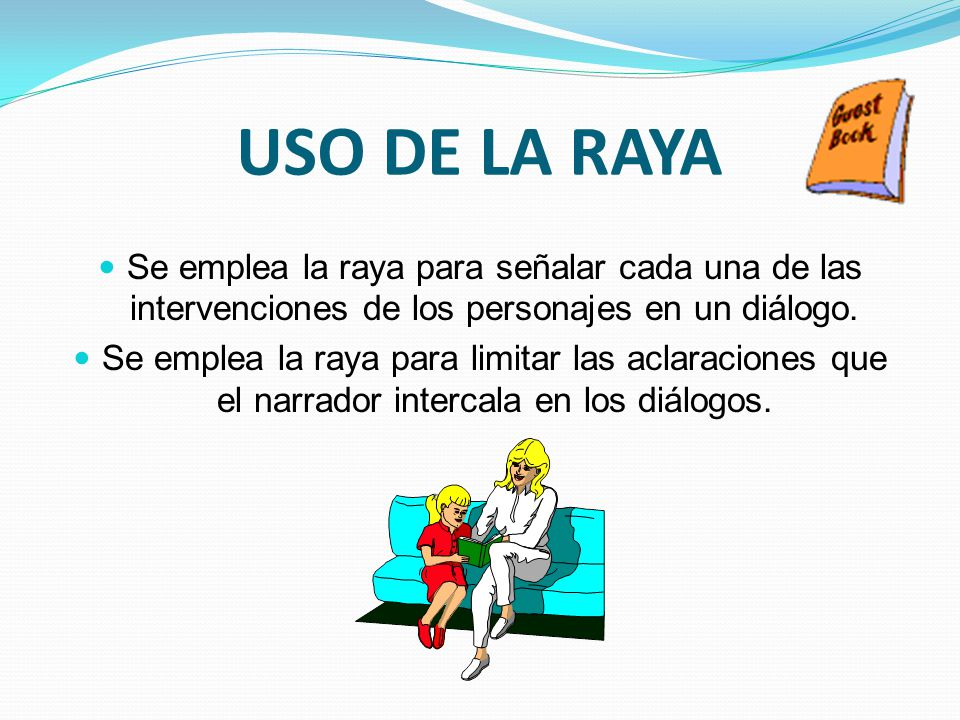 Guest
Book
USO DE LA RAYA
Se emplea la raya para señalar cada una de las
intervenciones de los personajes en un diálogo.
Se emplea la raya para limitar las aclaraciones que
el narrador intercala en los diálogos.